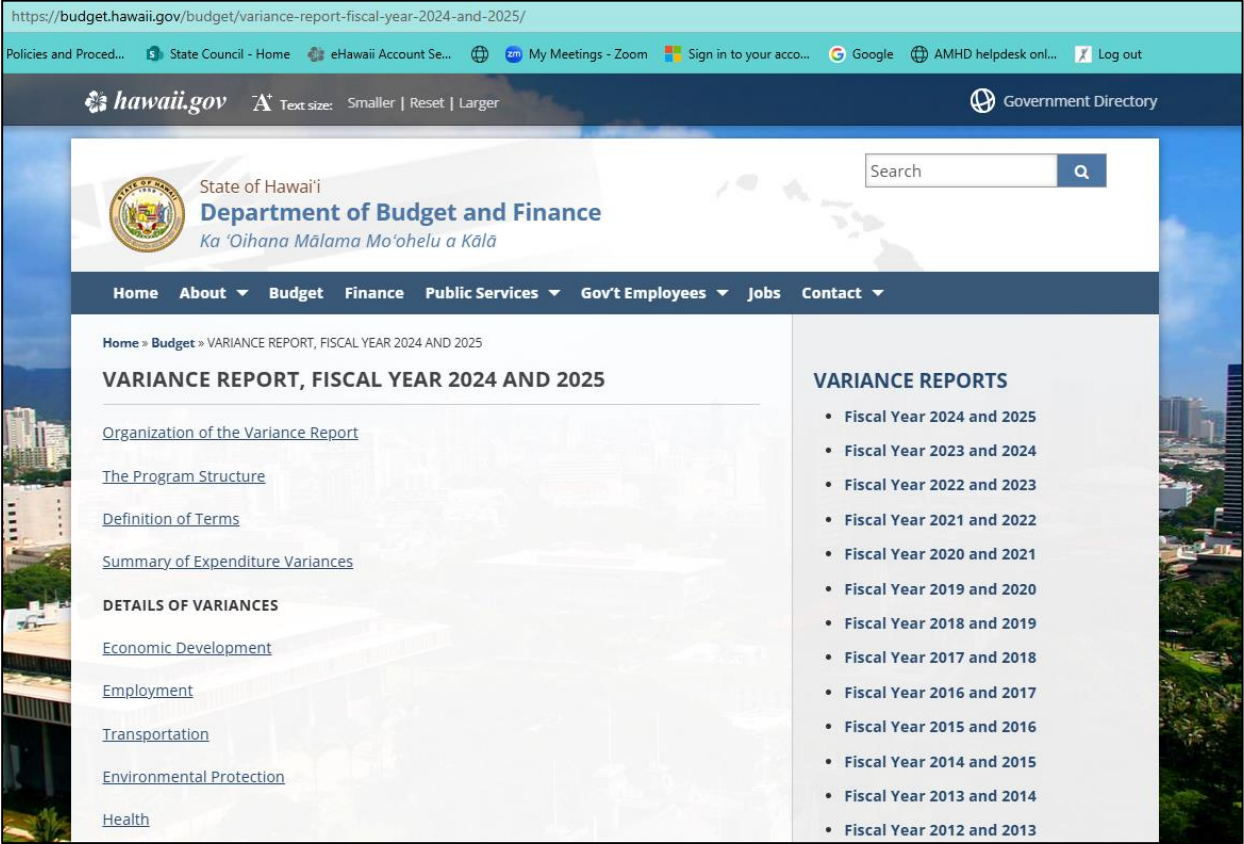 https://budget.hawaii.gov/budget/variance-report-fiscal-year-2024-and-2025/
Policies and Proced... State Council - Home eHawaii Account Se... zm My Meetings - Zoom Sign in to your acco... Google AMHD helpdesk onl... Log out
hawaii.gov A+ Text size: Smaller | Reset | Larger Government Directory
Search
State of Hawaiʻi
Department of Budget and Finance
Ka ʻOihana Mālama Moʻohelu a Kālā
Home About Budget Finance Public Services Gov’t Employees Jobs Contact
Home » Budget » VARIANCE REPORT, FISCAL YEAR 2024 AND 2025
VARIANCE REPORT, FISCAL YEAR 2024 AND 2025
Organization of the Variance Report
The Program Structure
Definition of Terms
Summary of Expenditure Variances
DETAILS OF VARIANCES
Economic Development
Employment
Transportation
Environmental Protection
Health
VARIANCE REPORTS
• Fiscal Year 2024 and 2025
• Fiscal Year 2023 and 2024
• Fiscal Year 2022 and 2023
• Fiscal Year 2021 and 2022
• Fiscal Year 2020 and 2021
• Fiscal Year 2019 and 2020
• Fiscal Year 2018 and 2019
• Fiscal Year 2017 and 2018
• Fiscal Year 2016 and 2017
• Fiscal Year 2015 and 2016
• Fiscal Year 2014 and 2015
• Fiscal Year 2013 and 2014
• Fiscal Year 2012 and 2013